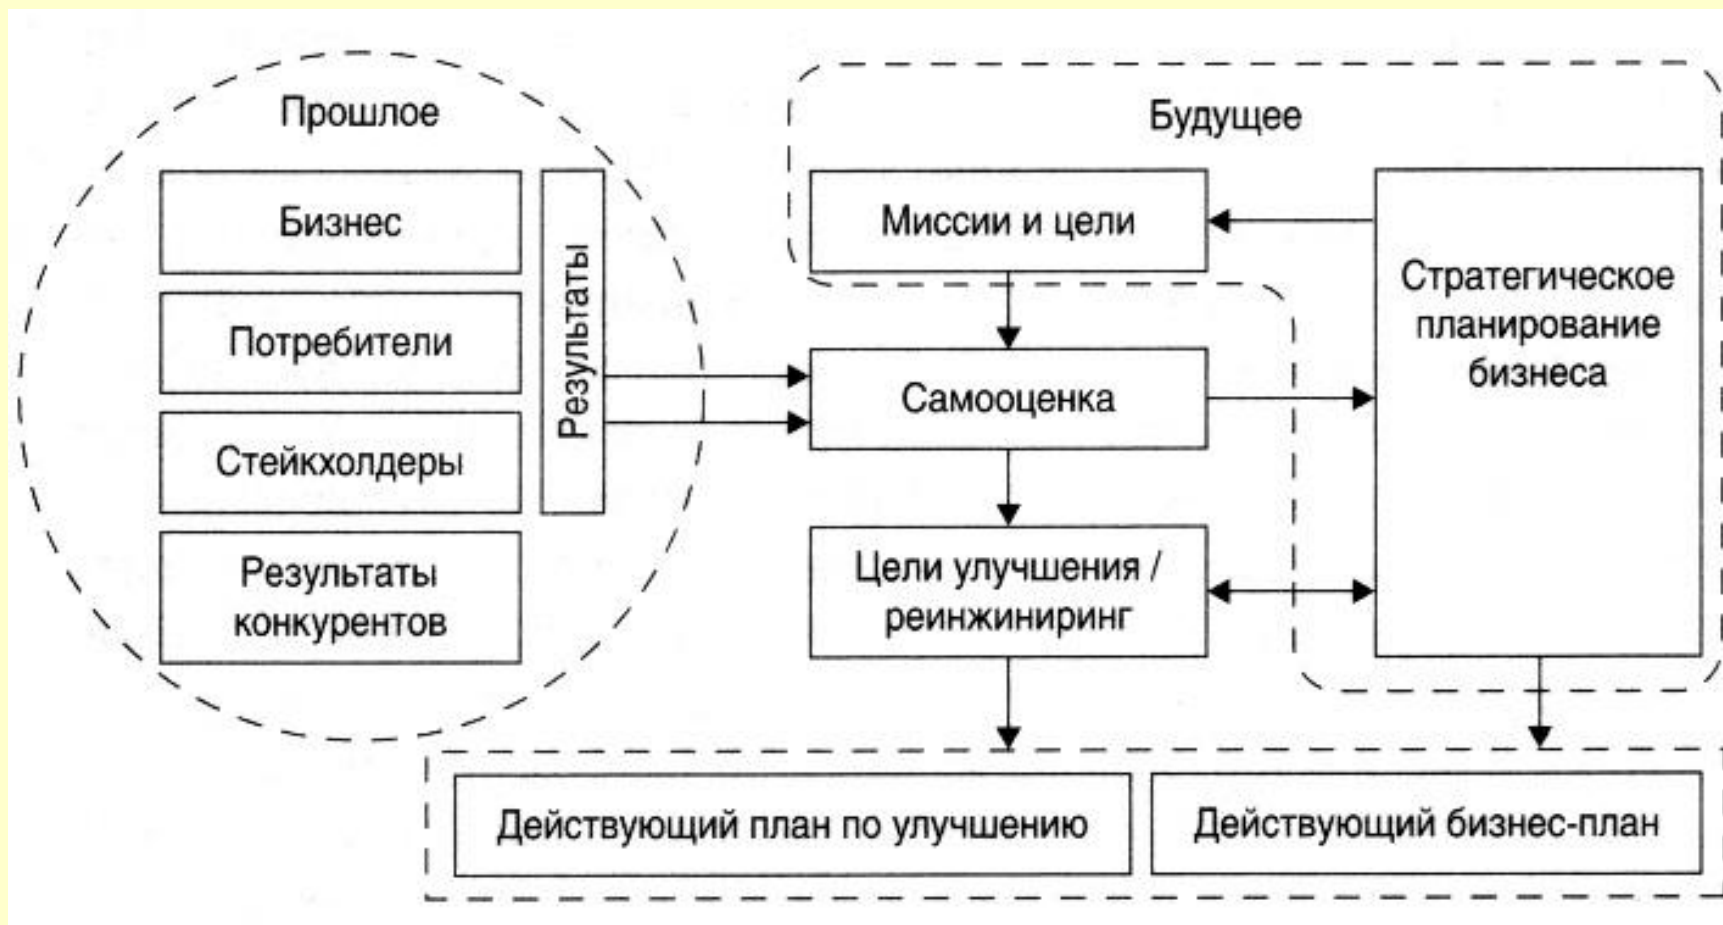 Прошлое
Бизнес
Потребители
Стейкхолдеры
Результаты
конкурентов
Результаты
Будущее
Миссии и цели
Самооценка
Цели улучшения /
реинжиниринг
Стратегическое
планирование
бизнеса
Действующий план по улучшению
Действующий бизнес-план